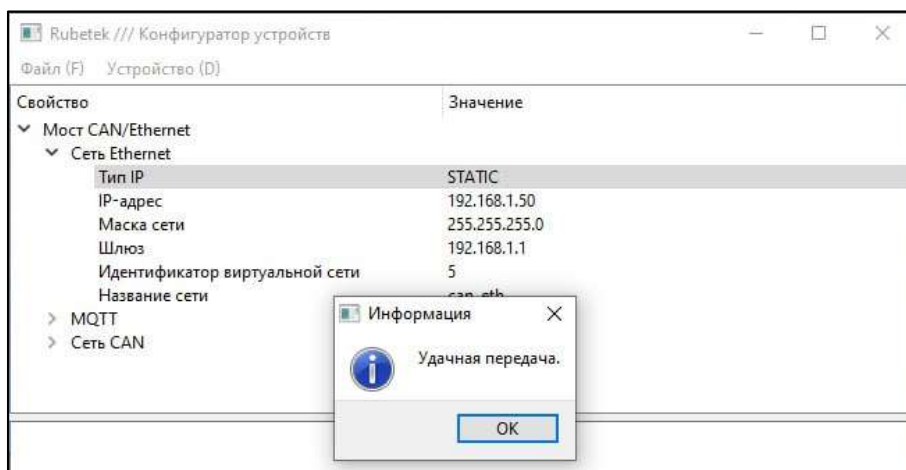 Rubetek /// Конфигуратор устройств
Файл (F) Устройство (D)
Свойство Значение
Мост CAN/Ethernet
Сеть Ethernet
Тип IP STATIC
IP-адрес 192.168.1.50
Маска сети 255.255.255.0
Шлюз 192.168.1.1
Идентификатор виртуальной сети 5
Название сети can_eth
MQTT
Сеть CAN
Информация
Удачная передача.
OK